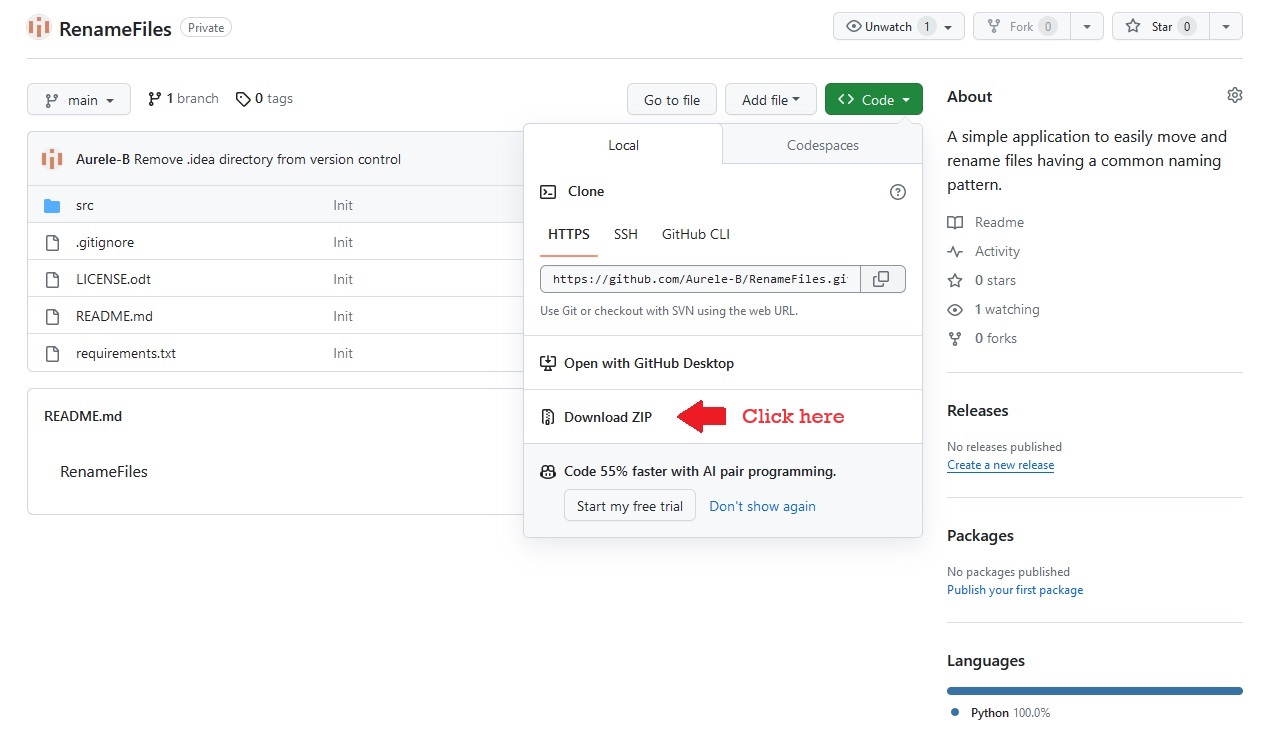 RenameFiles Private
Unwatch 1
Fork 0
Star 0
main
1 branch
0 tags
Go to file
Add file
Code
Aurele-B Remove .idea directory from version control
src Init
.gitignore Init
LICENSE.odt Init
README.md Init
requirements.txt Init
README.md
RenameFiles
Local
Codespaces
Clone
HTTPS SSH GitHub CLI
https://github.com/Aurele-B/RenameFiles.gi
Use Git or checkout with SVN using the web URL.
Open with GitHub Desktop
Download ZIP
Click here
Code 55% faster with AI pair programming.
Start my free trial
Don't show again
About
A simple application to easily move and
rename files having a common naming
pattern.
Readme
Activity
0 stars
1 watching
0 forks
Releases
No releases published
Create a new release
Packages
No packages published
Publish your first package
Languages
Python 100.0%